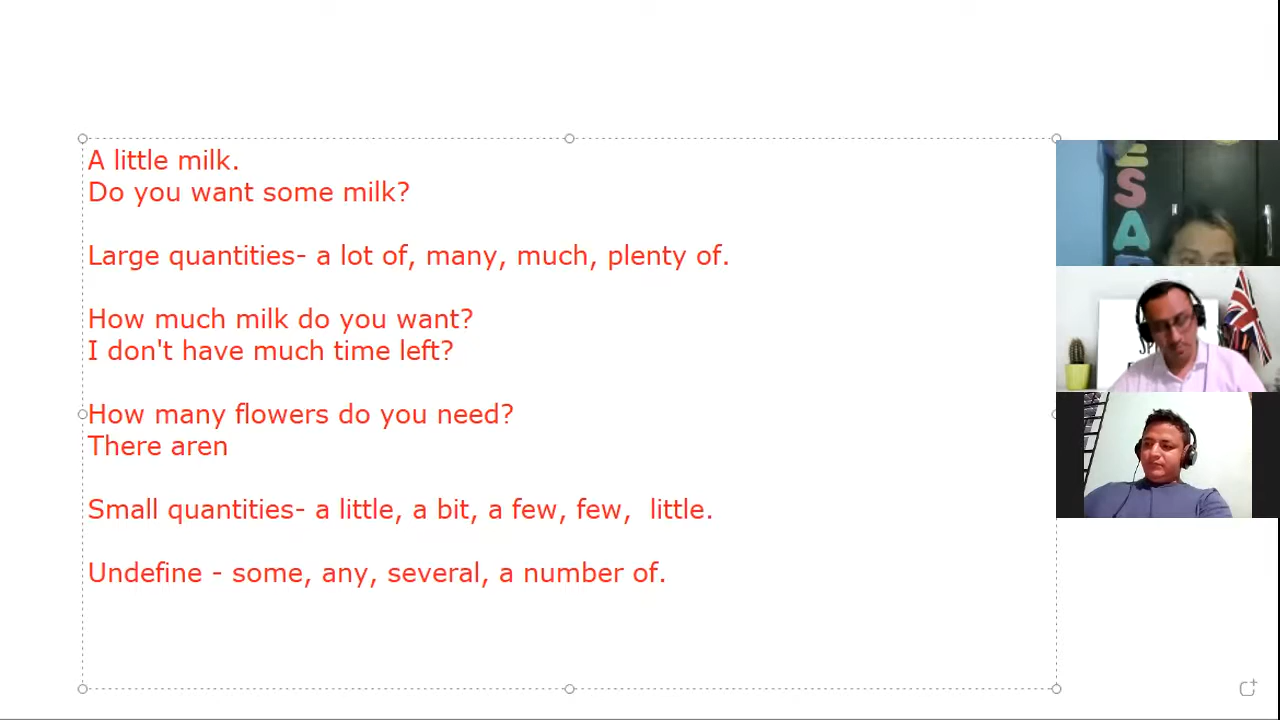 A little milk.
Do you want some milk?
Large quantities- a lot of, many, much, plenty of.
How much milk do you want?
I don't have much time left?
How many flowers do you need?
There aren
Small quantities- a little, a bit, a few, few,  little.
Undefine - some, any, several, a number of.
E
S
A